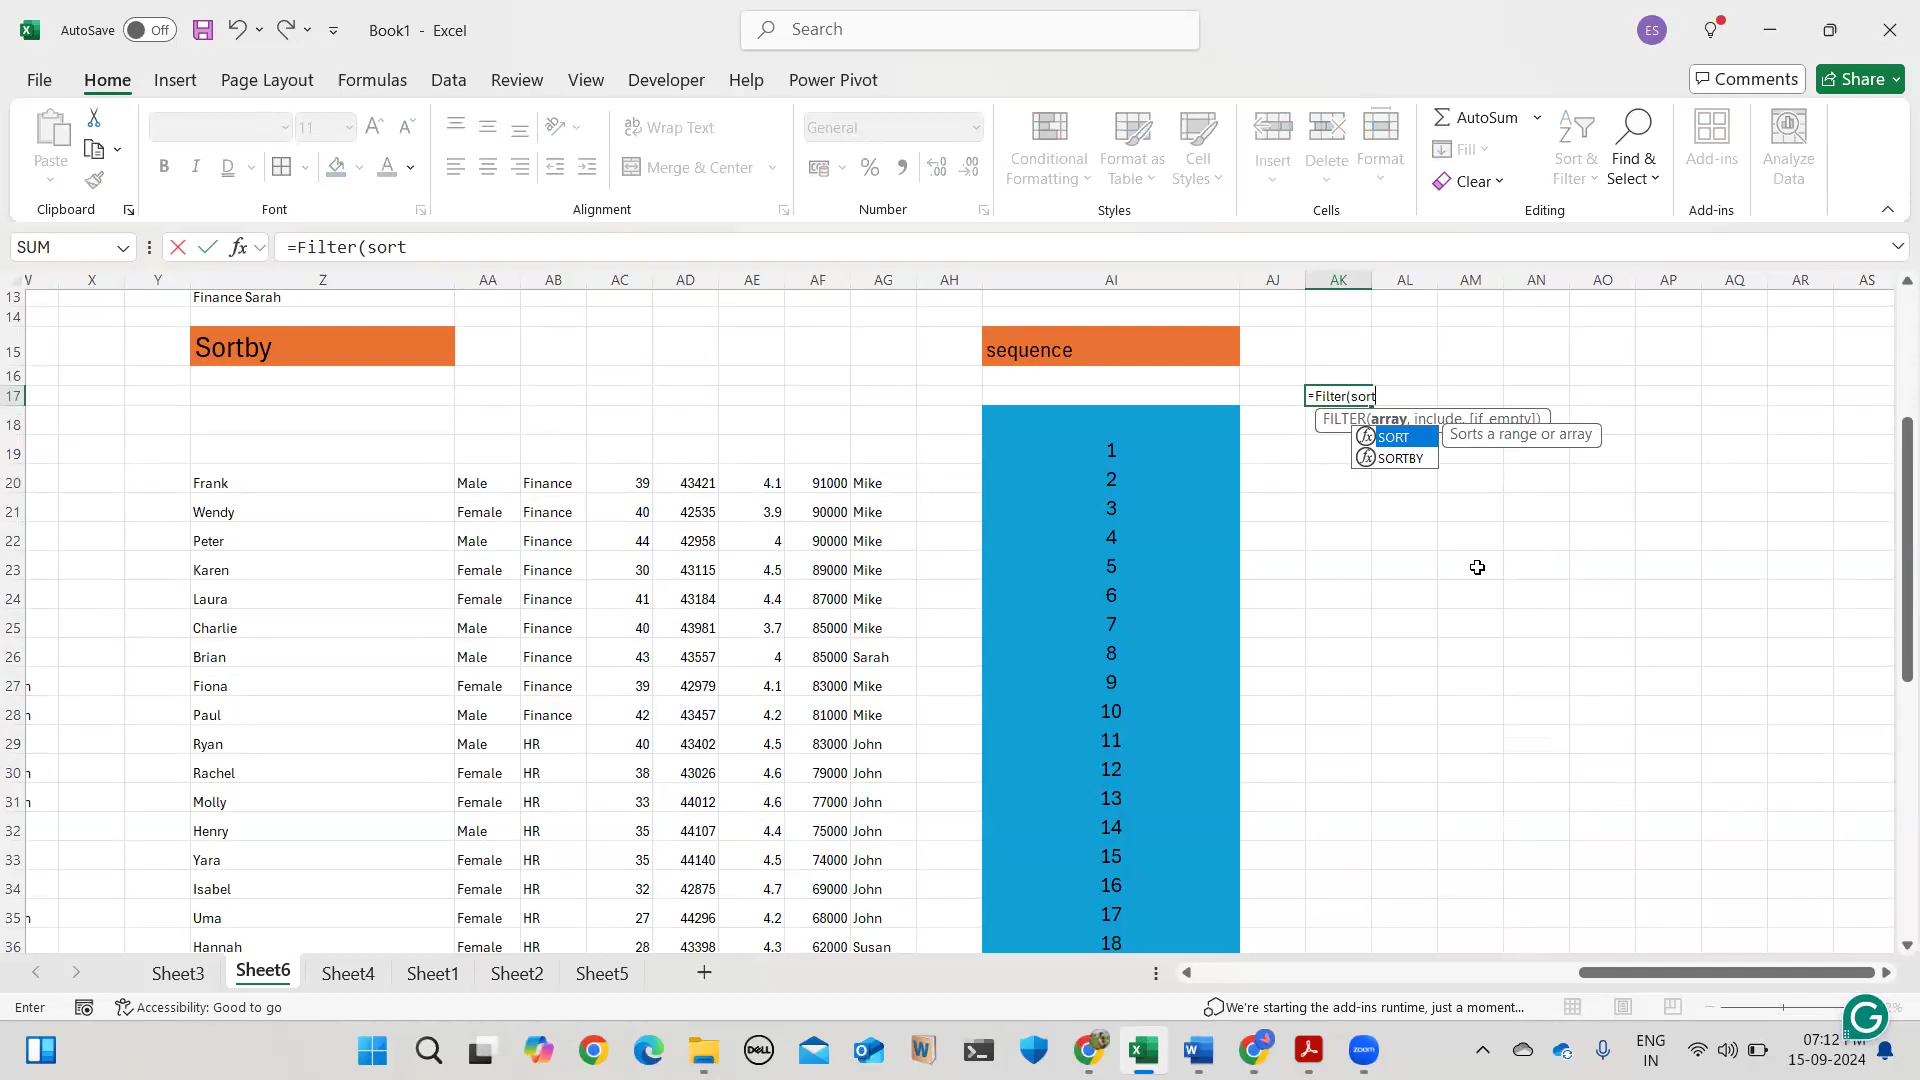 AutoSave Off Book1 - Excel Search ES
File Home Insert Page Layout Formulas Data Review View Developer Help Power Pivot Comments Share
Paste 11 B I D ab Wrap Text Merge & Center General
Conditional Formatting Format as Table Cell Styles Insert Delete Format AutoSum Fill Clear Sort & Filter Find & Select Add-ins Analyze Data
Clipboard Font Alignment Number Styles Cells Editing Add-ins
SUM fx =Filter(sort
X Y Z AA AB AC AD AE AF AG AH AI AJ AK AL AM AN AO AP AQ AR AS
13 Finance Sarah
14
15 Sortby sequence
16
17 =Filter(sort
18 FILTER(array, include, [if_empty])
fx SORT Sorts a range or array
19 1 fx SORTBY
20 Frank Male Finance 39 43421 4.1 91000 Mike 2
21 Wendy Female Finance 40 42535 3.9 90000 Mike 3
22 Peter Male Finance 44 42958 4 90000 Mike 4
23 Karen Female Finance 30 43115 4.5 89000 Mike 5
24 Laura Female Finance 41 43184 4.4 87000 Mike 6
25 Charlie Male Finance 40 43981 3.7 85000 Mike 7
26 Brian Male Finance 43 43557 4 85000 Sarah 8
27 n Fiona Female Finance 39 42979 4.1 83000 Mike 9
28 n Paul Male Finance 42 43457 4.2 81000 Mike 10
29 Ryan Male HR 40 43402 4.5 83000 John 11
30 n Rachel Female HR 38 43026 4.6 79000 John 12
31 n Molly Female HR 33 44012 4.6 77000 John 13
32 Henry Male HR 35 44107 4.4 75000 John 14
33 Yara Female HR 35 44140 4.5 74000 John 15
34 Isabel Female HR 32 42875 4.7 69000 John 16
35 n Uma Female HR 27 44296 4.2 68000 John 17
36 Hannah Female HR 28 43398 4.3 62000 Susan 18
Sheet3 Sheet6 Sheet4 Sheet1 Sheet2 Sheet5
Enter Accessibility: Good to go We're starting the add-ins runtime, just a moment...
DELL W zoom ENG IN 07:12 15-09-2024